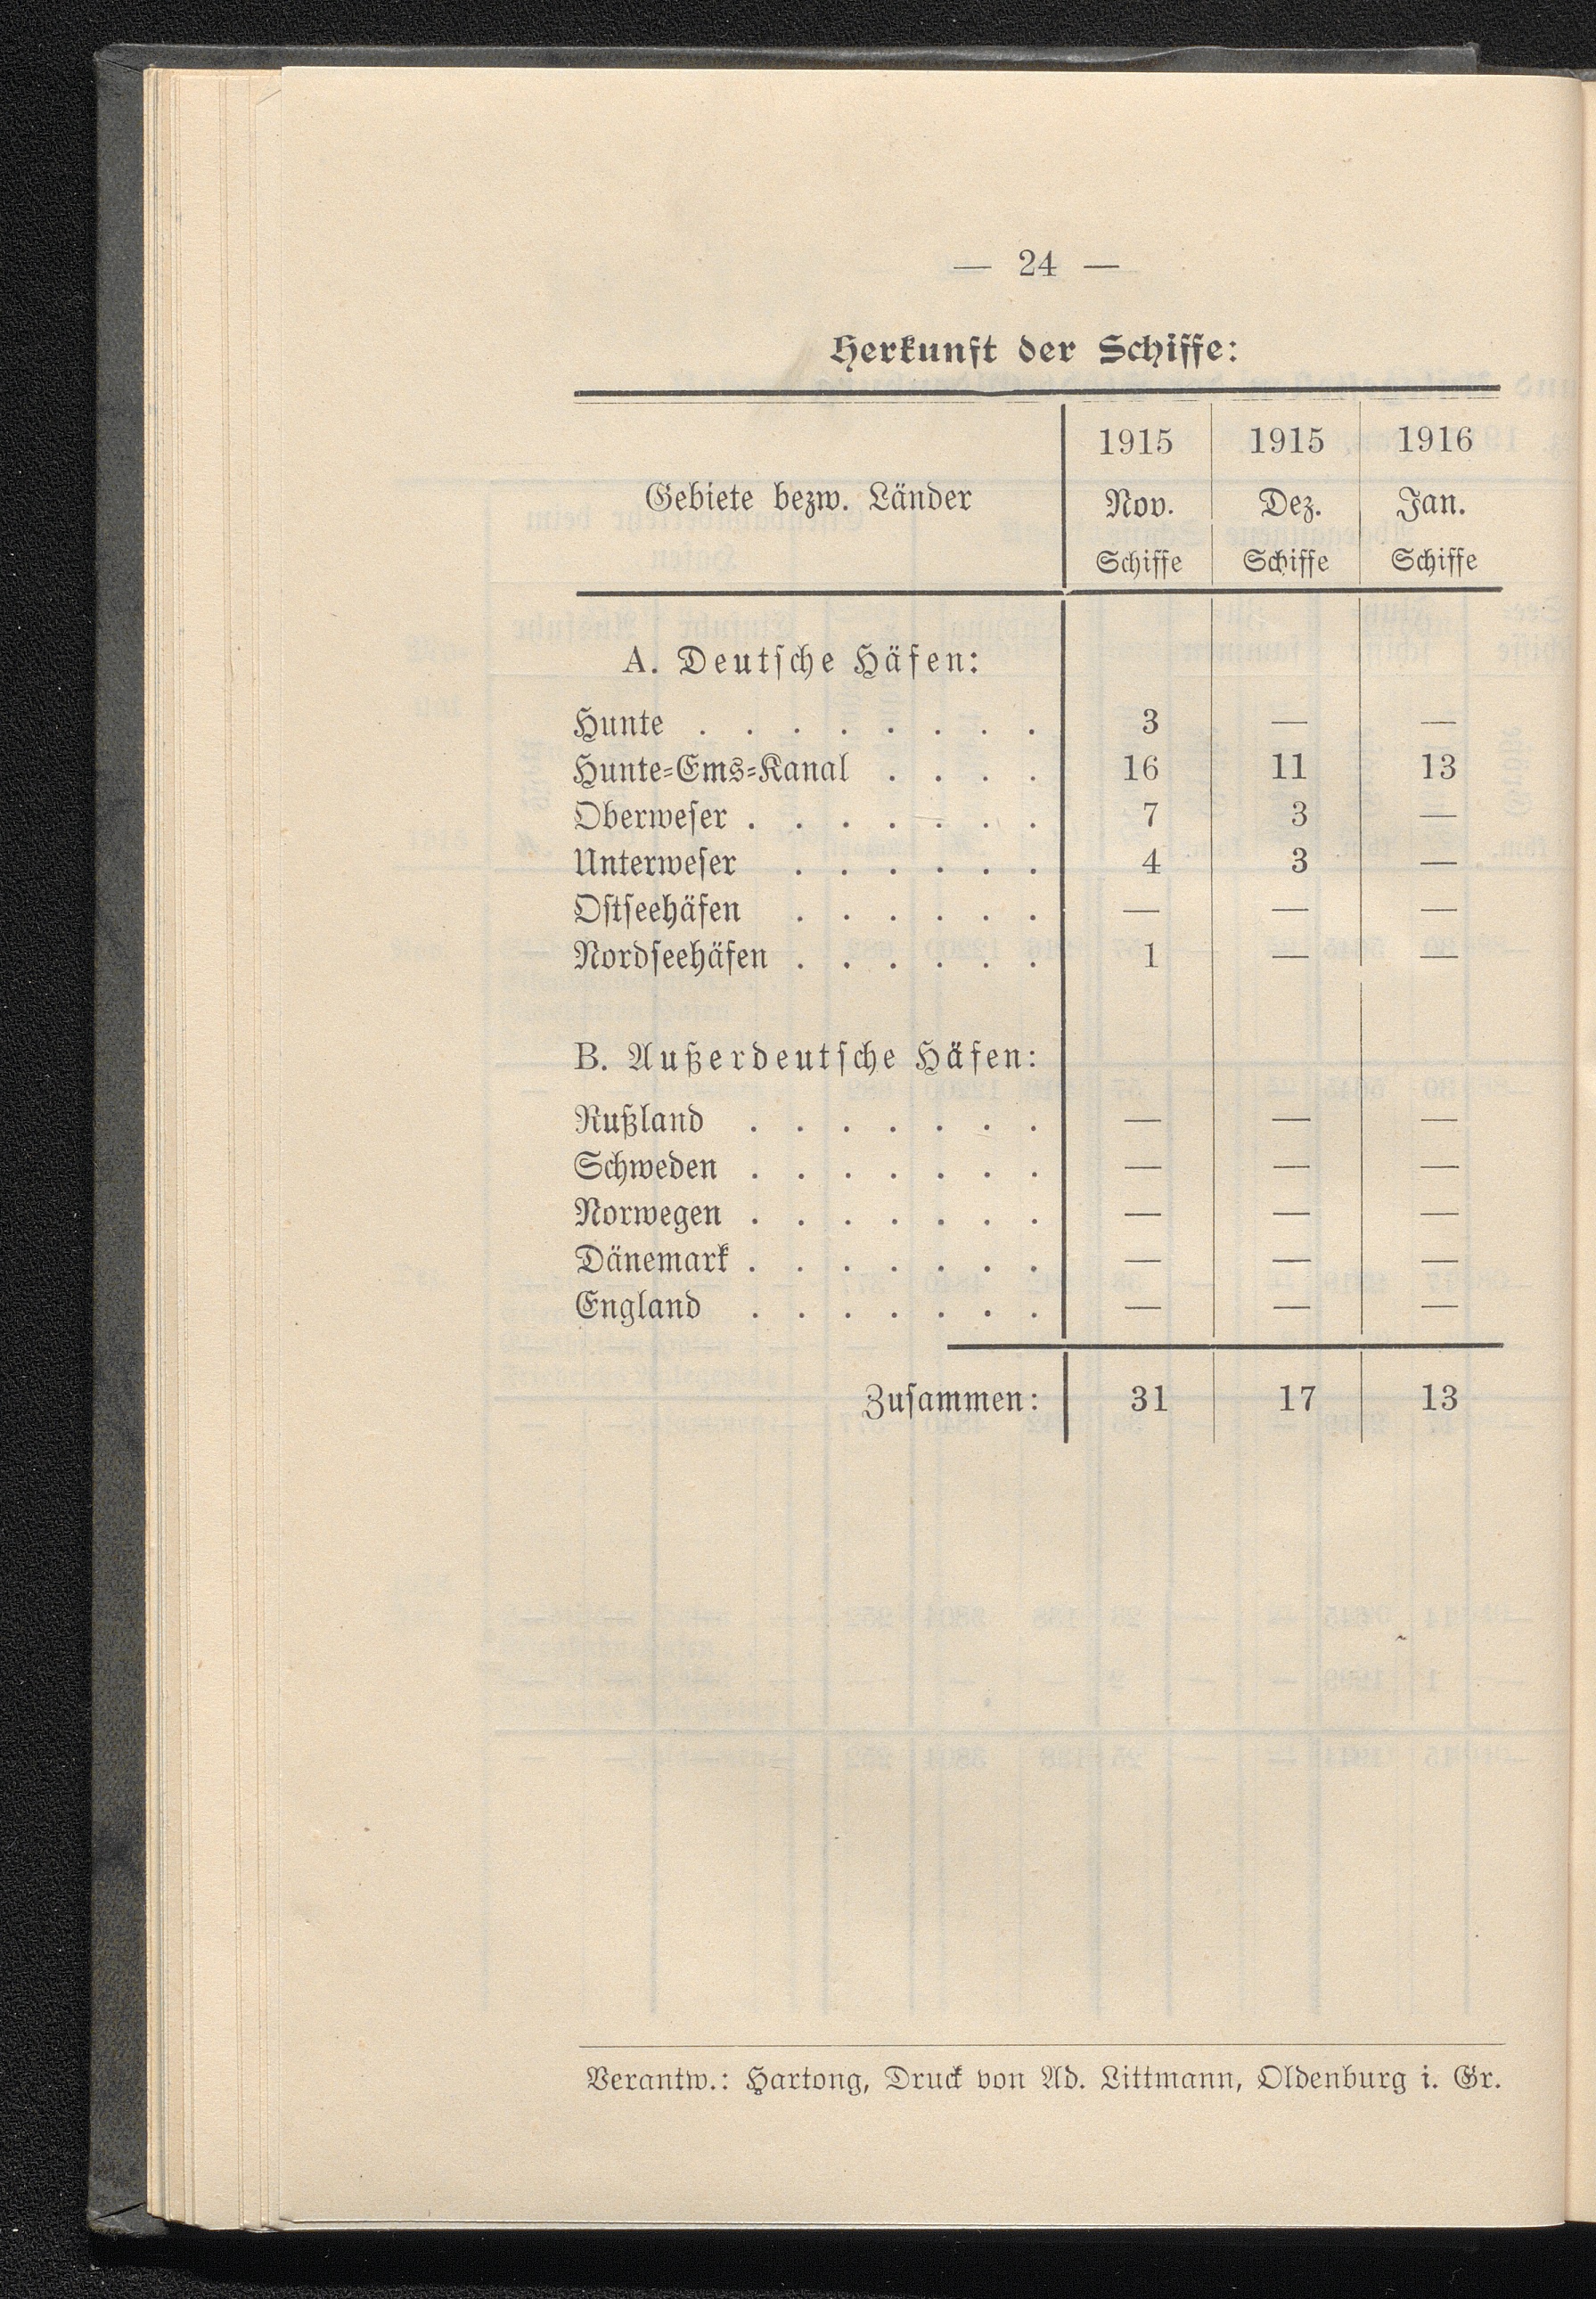 — 24 —
Herkunft der Schiffe:
Gebiete bezw. Länder | 1915 Nov. Schiffe | 1915 Dez. Schiffe | 1916 Jan. Schiffe
A. Deutſche Häfen:
Hunte . . . . . . . . 3 — —
Hunte-Ems-Kanal . . . . 16 11 13
Oberweſer . . . . . . . 7 3 —
Unterweſer . . . . . . 4 3 —
Oſtſeehäfen . . . . . . — — —
Nordſeehäfen . . . . . . 1 — —
B. Außerdeutſche Häfen:
Rußland . . . . . . . — — —
Schweden . . . . . . . — — —
Norwegen . . . . . . . — — —
Dänemark . . . . . . . — — —
England . . . . . . . — — —
Zuſammen: 31 17 13
Verantw.: Hartong, Druck von Ad. Littmann, Oldenburg i. Gr.